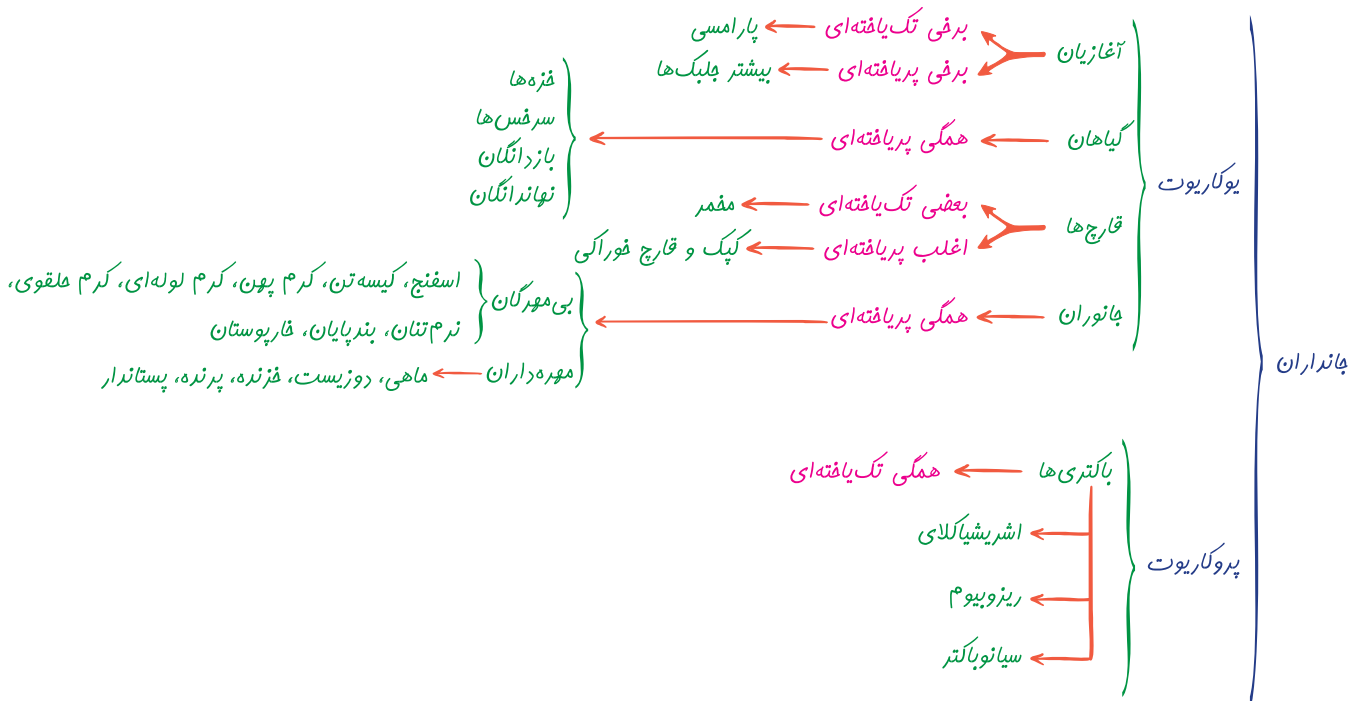 جانداران
یوکاریوت
آغازیان
برخی تک‌یاخته‌ای
پارامسی
برخی پریاخته‌ای
بیشتر جلبک‌ها
گیاهان
همگی پریاخته‌ای
خزه‌ها
سرخس‌ها
بازدانگان
نهاندانگان
قارچ‌ها
بعضی تک‌یاخته‌ای
مخمر
اغلب پریاخته‌ای
کپک و قارچ خوراکی
جانوران
همگی پریاخته‌ای
بی‌مهرگان
اسفنج، کیسه‌تن، کرم پهن، کرم لوله‌ای، کرم حلقوی،
نرم‌تنان، بندپایان، خارپوستان
مهره‌داران
ماهی، دوزیست، خزنده، پرنده، پستاندار
پروکاریوت
باکتری‌ها
همگی تک‌یاخته‌ای
اشریشیاکلای
ریزوبیوم
سیانوباکتر